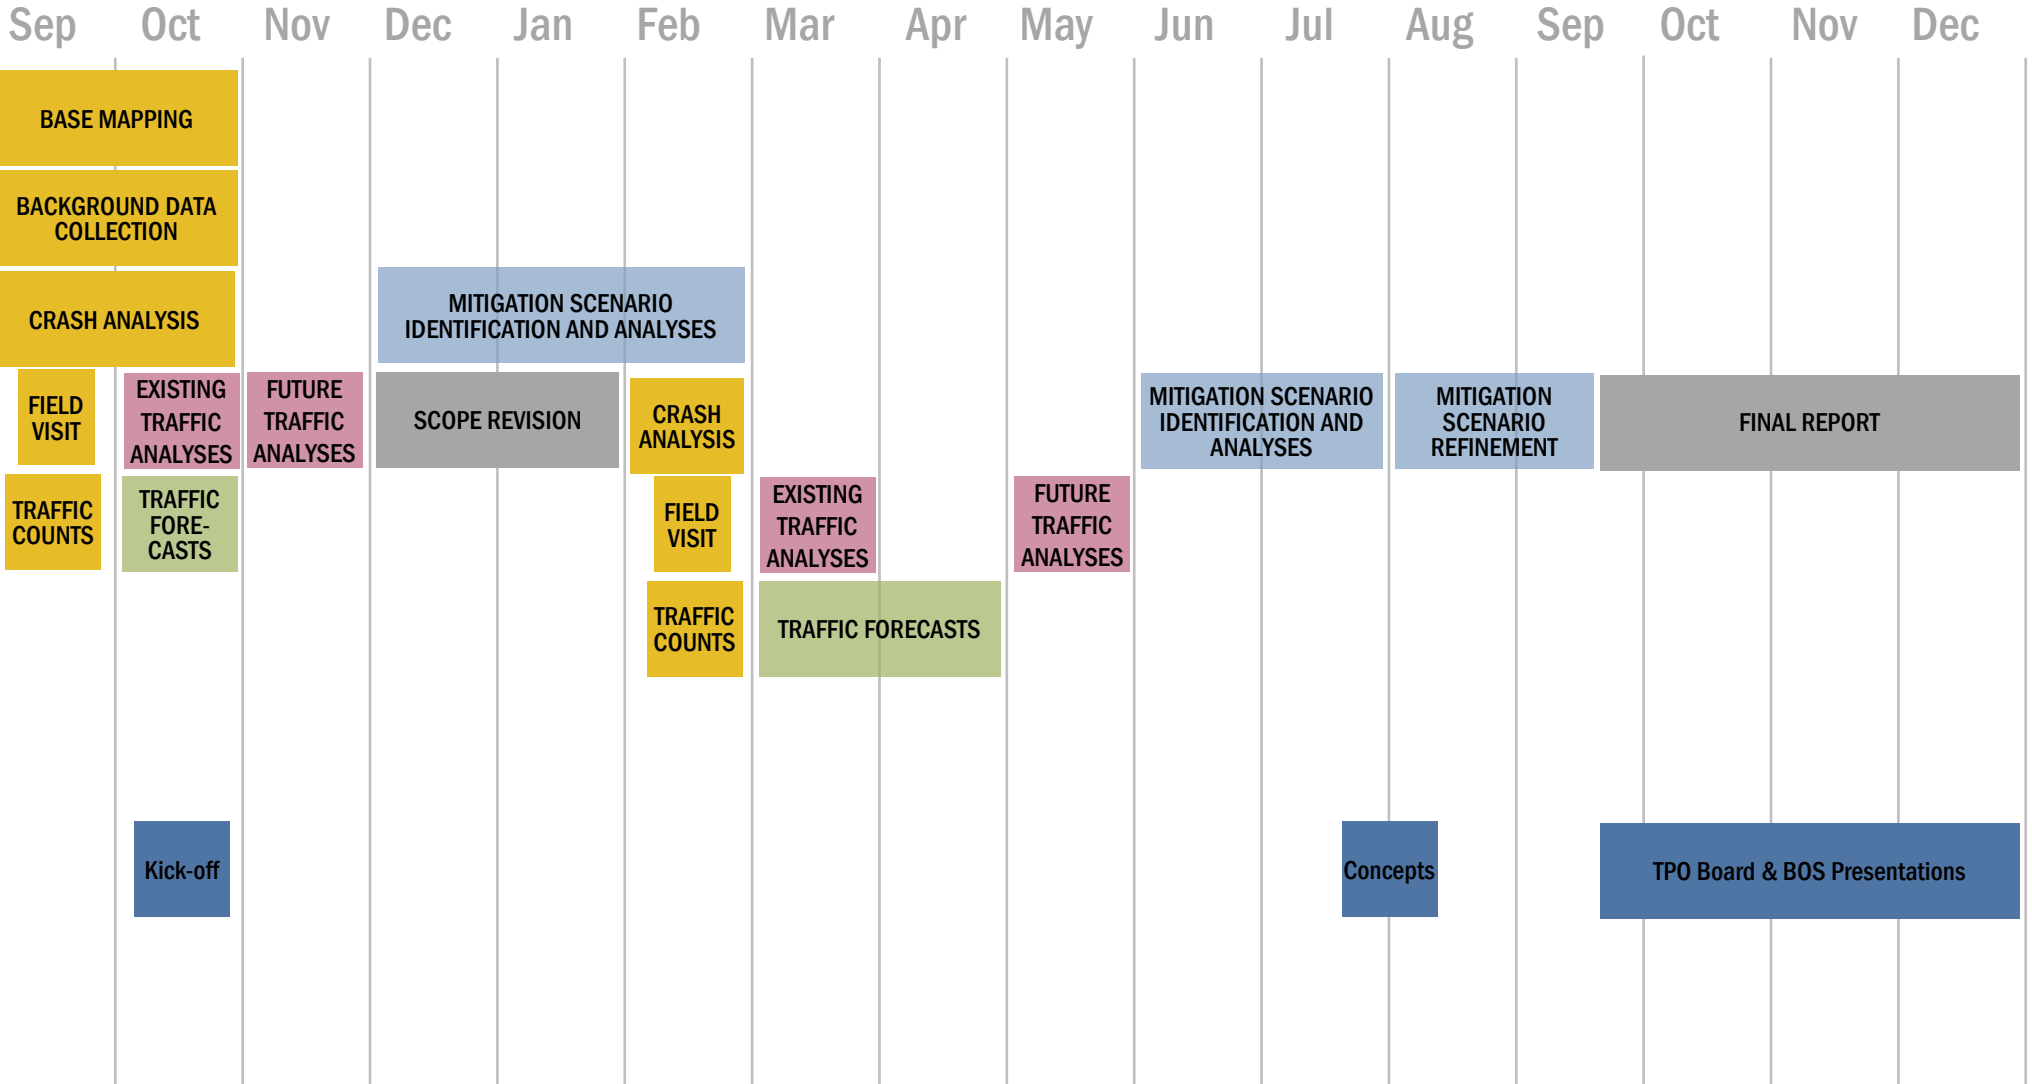 Sep Oct Nov Dec Jan Feb Mar Apr May Jun Jul Aug Sep Oct Nov Dec
BASE MAPPING
BACKGROUND DATA
COLLECTION
CRASH ANALYSIS
MITIGATION SCENARIO
IDENTIFICATION AND ANALYSES
FIELD
VISIT
EXISTING
TRAFFIC
ANALYSES
FUTURE
TRAFFIC
ANALYSES
SCOPE REVISION
CRASH
ANALYSIS
MITIGATION SCENARIO
IDENTIFICATION AND
ANALYSES
MITIGATION
SCENARIO
REFINEMENT
FINAL REPORT
TRAFFIC
COUNTS
TRAFFIC
FORE-
CASTS
FIELD
VISIT
EXISTING
TRAFFIC
ANALYSES
FUTURE
TRAFFIC
ANALYSES
TRAFFIC
COUNTS
TRAFFIC FORECASTS
Kick-off
Concepts
TPO Board & BOS Presentations